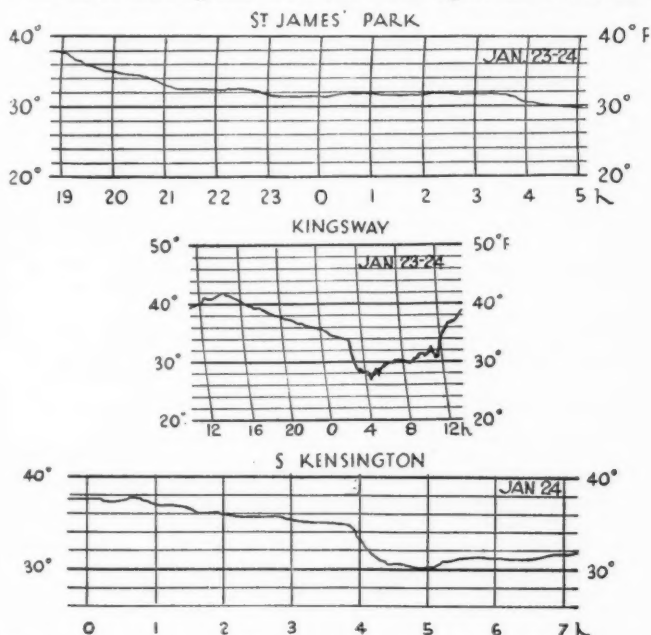 ST JAMES' PARK
40° 40° F
JAN. 23-24
30° 30°
20° 20°
19 20 21 22 23 0 1 2 3 4 5 h
KINGSWAY
50° 50°F
JAN 23-24
40° 40°
30° 30°
20° 20°
12 16 20 0 4 8 12h
S KENSINGTON
40° 40°
JAN 24
30° 30°
0 1 2 3 4 5 6 7 h